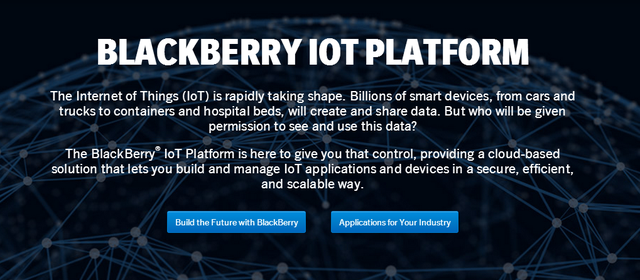 BLACKBERRY IOT PLATFORM
The Internet of Things (IoT) is rapidly taking shape. Billions of smart devices, from cars and
trucks to containers and hospital beds, will create and share data. But who will be given
permission to see and use this data?
The BlackBerry® IoT Platform is here to give you that control, providing a cloud-based
solution that lets you build and manage IoT applications and devices in a secure, efficient,
and scalable way.
Build the Future with BlackBerry
Applications for Your Industry